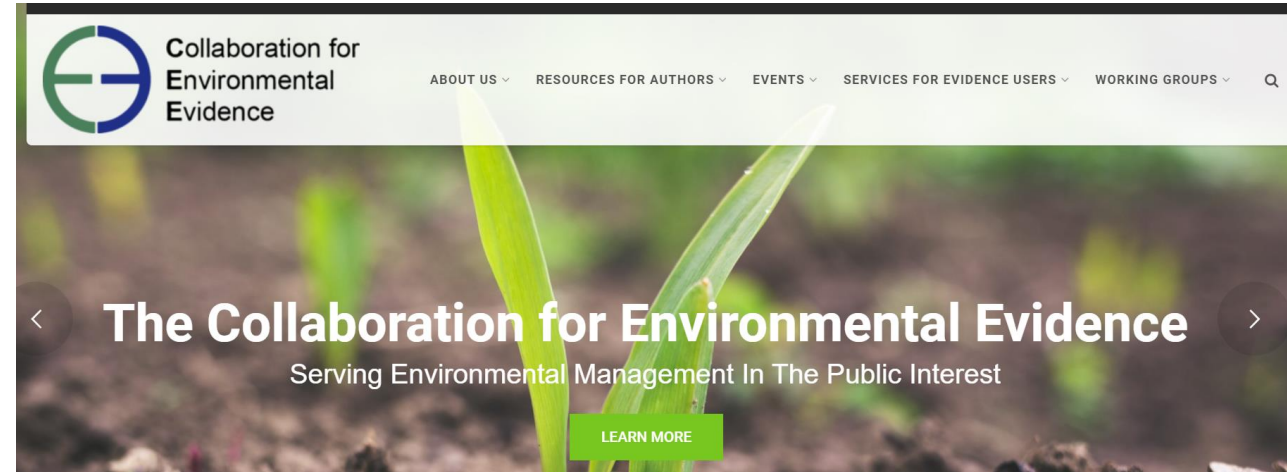 Collaboration for
Environmental
Evidence
ABOUT US
RESOURCES FOR AUTHORS
EVENTS
SERVICES FOR EVIDENCE USERS
WORKING GROUPS
The Collaboration for Environmental Evidence
Serving Environmental Management In The Public Interest
LEARN MORE